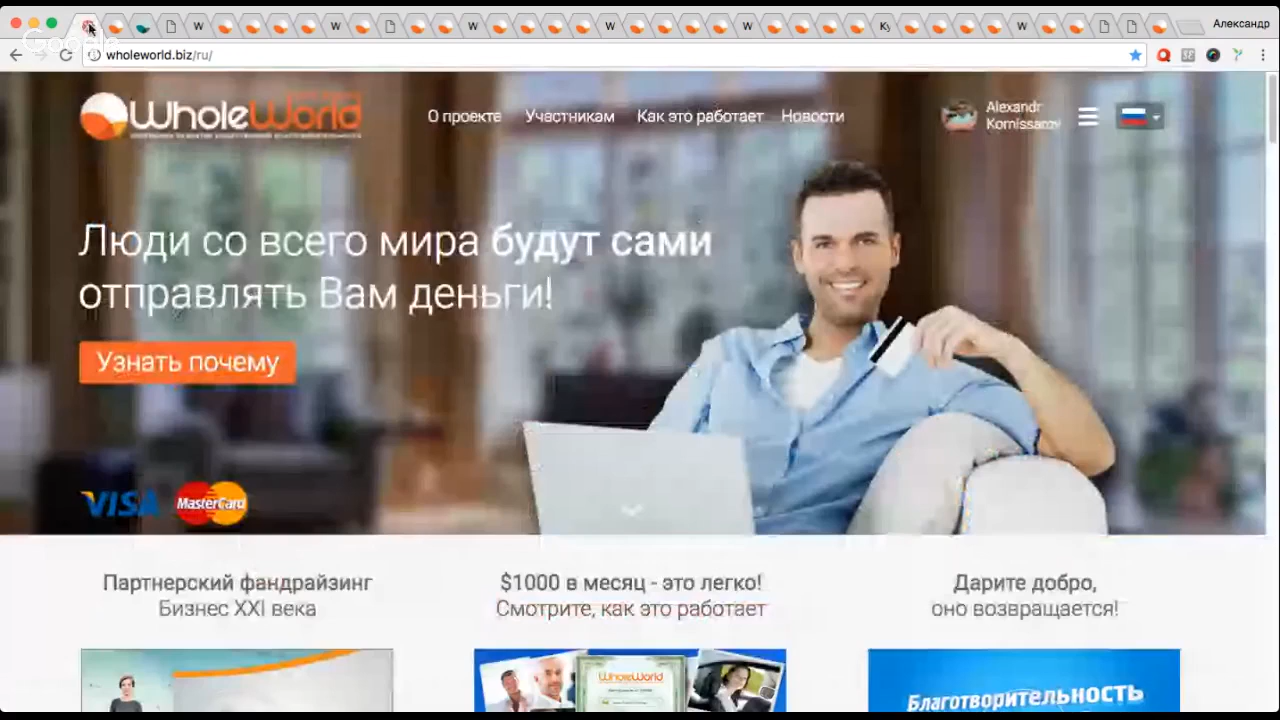 Александр
Google
wholeworld.biz/ru/
WholeWorld
О проекте
Участникам
Как это работает
Новости
Alexandr
Komissarov
Люди со всего мира будут сами
отправлять Вам деньги!
Узнать почему
VISA
MasterCard
Партнерский фандрайзинг
Бизнес XXI века
$1000 в месяц - это легко!
Смотрите, как это работает
Дарите добро,
оно возвращается!
WholeWorld
Благотворительность